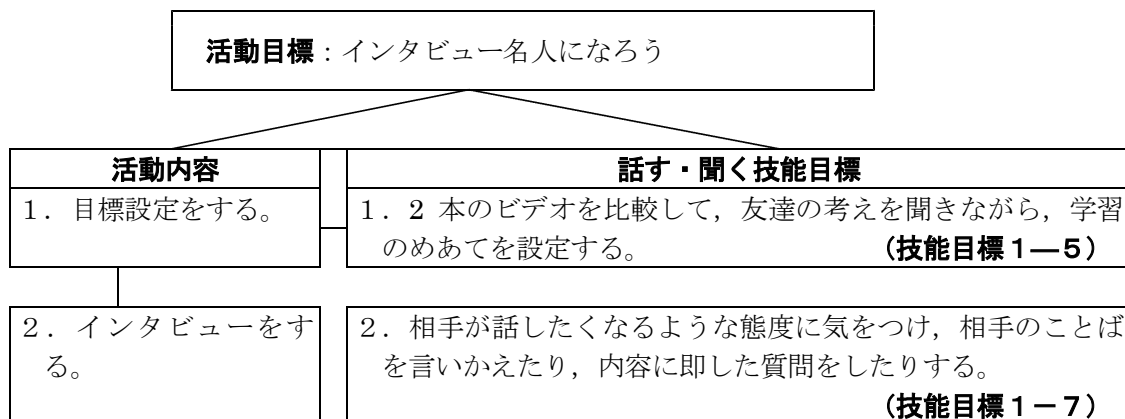 活動目標：インタビュー名人になろう
活動内容
話す・聞く技能目標
１．目標設定をする。
１．２ 本のビデオを比較して，友達の考えを聞きながら，学習
のめあてを設定する。 （技能目標１―５）
２．インタビューをす
る。
２．相手が話したくなるような態度に気をつけ，相手のことば
を言いかえたり，内容に即した質問をしたりする。
（技能目標１－７）